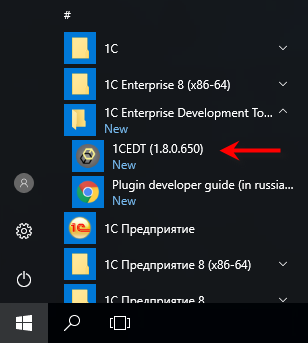 #
1C
1C Enterprise 8 (x86-64)
1C Enterprise Development To...
New
1CEDT (1.8.0.650)
New
Plugin developer guide (in russia...
New
1С Предприятие
1С Предприятие 8 (x86-64)
1С Предприятие 8